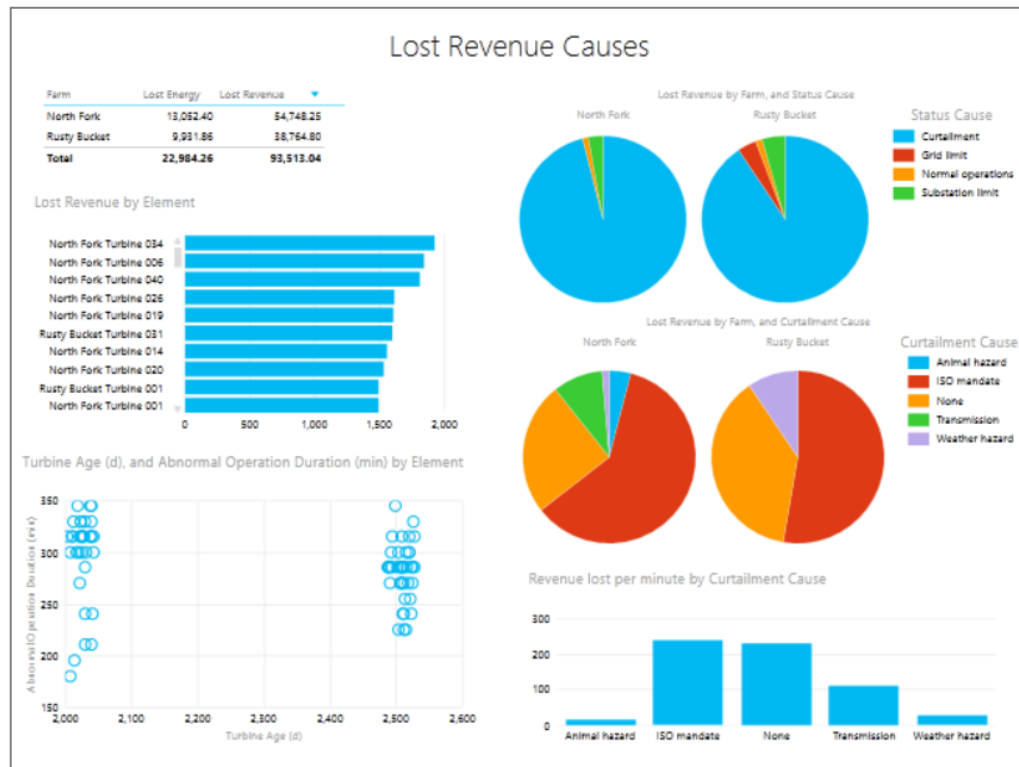 Lost Revenue Causes
Farm Lost Energy Lost Revenue
North Fork 13,052.40 54,748.25
Rusty Bucket 9,931.86 38,764.80
Total 22,984.26 93,513.04
Lost Revenue by Element
North Fork Turbine 034
North Fork Turbine 006
North Fork Turbine 040
North Fork Turbine 026
North Fork Turbine 019
Rusty Bucket Turbine 031
North Fork Turbine 014
North Fork Turbine 020
Rusty Bucket Turbine 001
North Fork Turbine 001
0 500 1,000 1,500 2,000
Turbine Age (d), and Abnormal Operation Duration (min) by Element
Abnormal Operation Duration (min)
350
300
250
200
150
2,000 2,100 2,200 2,300 2,400 2,500 2,600
Turbine Age (d)
Lost Revenue by Farm, and Status Cause
North Fork Rusty Bucket
Status Cause
Curtailment
Grid limit
Normal operations
Substation limit
Lost Revenue by Farm, and Curtailment Cause
North Fork Rusty Bucket
Curtailment Cause
Animal hazard
ISO mandate
None
Transmission
Weather hazard
Revenue lost per minute by Curtailment Cause
300
200
100
0
Animal hazard ISO mandate None Transmission Weather hazard